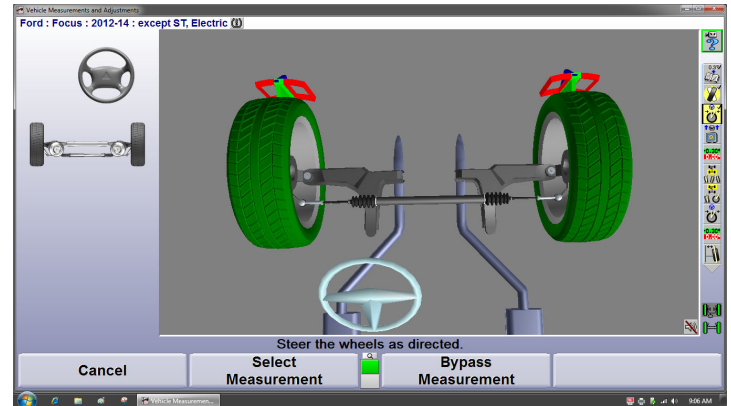 Vehicle Measurements and Adjustments
Ford : Focus : 2012-14 : except ST, Electric
Steer the wheels as directed.
Cancel
Select
Measurement
Bypass
Measurement
Vehicle Measuremen...
9:06 AM